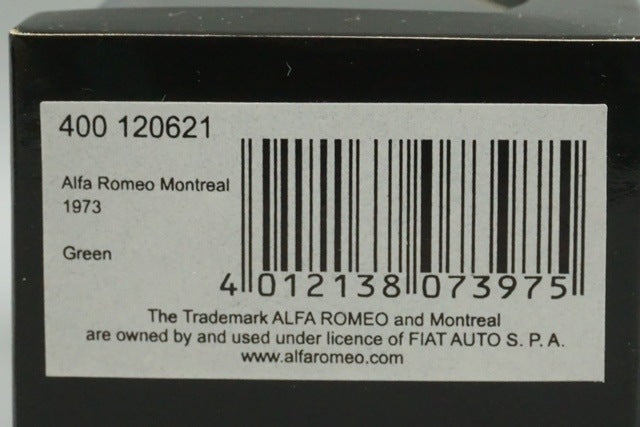 400 120621
Alfa Romeo Montreal
1973
Green
4 012138 073975
The Trademark ALFA ROMEO and Montreal
are owned by and used under licence of FIAT AUTO S. P. A.
www.alfaromeo.com